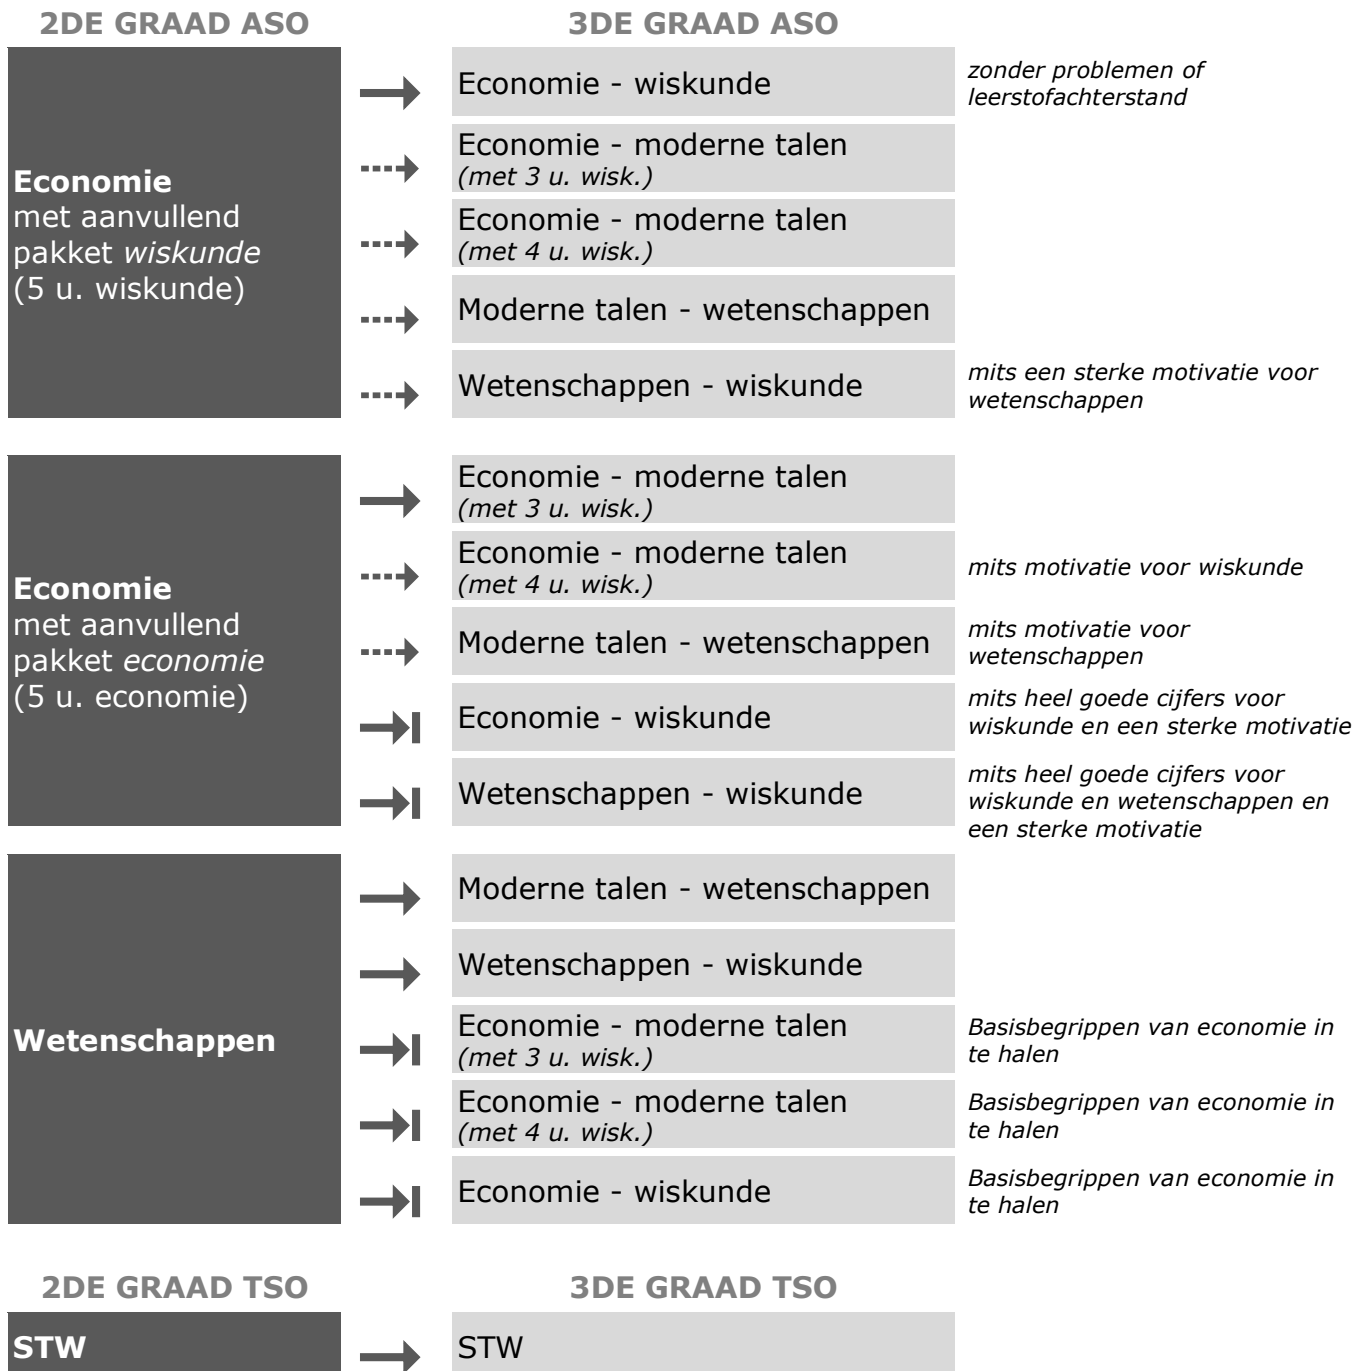 2DE GRAAD ASO
3DE GRAAD ASO
Economie
met aanvullend
pakket wiskunde
(5 u. wiskunde)
Economie - wiskunde
zonder problemen of
leerstofachterstand
Economie - moderne talen
(met 3 u. wisk.)
Economie - moderne talen
(met 4 u. wisk.)
Moderne talen - wetenschappen
Wetenschappen - wiskunde
mits een sterke motivatie voor
wetenschappen
Economie
met aanvullend
pakket economie
(5 u. economie)
Economie - moderne talen
(met 3 u. wisk.)
Economie - moderne talen
(met 4 u. wisk.)
mits motivatie voor wiskunde
Moderne talen - wetenschappen
mits motivatie voor
wetenschappen
Economie - wiskunde
mits heel goede cijfers voor
wiskunde en een sterke motivatie
Wetenschappen - wiskunde
mits heel goede cijfers voor
wiskunde en wetenschappen en
een sterke motivatie
Wetenschappen
Moderne talen - wetenschappen
Wetenschappen - wiskunde
Economie - moderne talen
(met 3 u. wisk.)
Basisbegrippen van economie in
te halen
Economie - moderne talen
(met 4 u. wisk.)
Basisbegrippen van economie in
te halen
Economie - wiskunde
Basisbegrippen van economie in
te halen
2DE GRAAD TSO
3DE GRAAD TSO
STW
STW